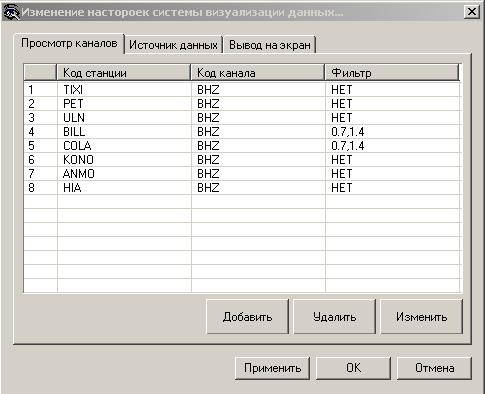 Изменение настороек системы визуализации данных...
Просмотр каналов Источник данных Вывод на экран
Код станции Код канала Фильтр
1 TIXI BHZ НЕТ
2 PET BHZ НЕТ
3 ULN BHZ НЕТ
4 BILL BHZ 0.7,1.4
5 COLA BHZ 0.7,1.4
6 KONO BHZ НЕТ
7 ANMO BHZ НЕТ
8 HIA BHZ НЕТ
Добавить Удалить Изменить
Применить OK Отмена